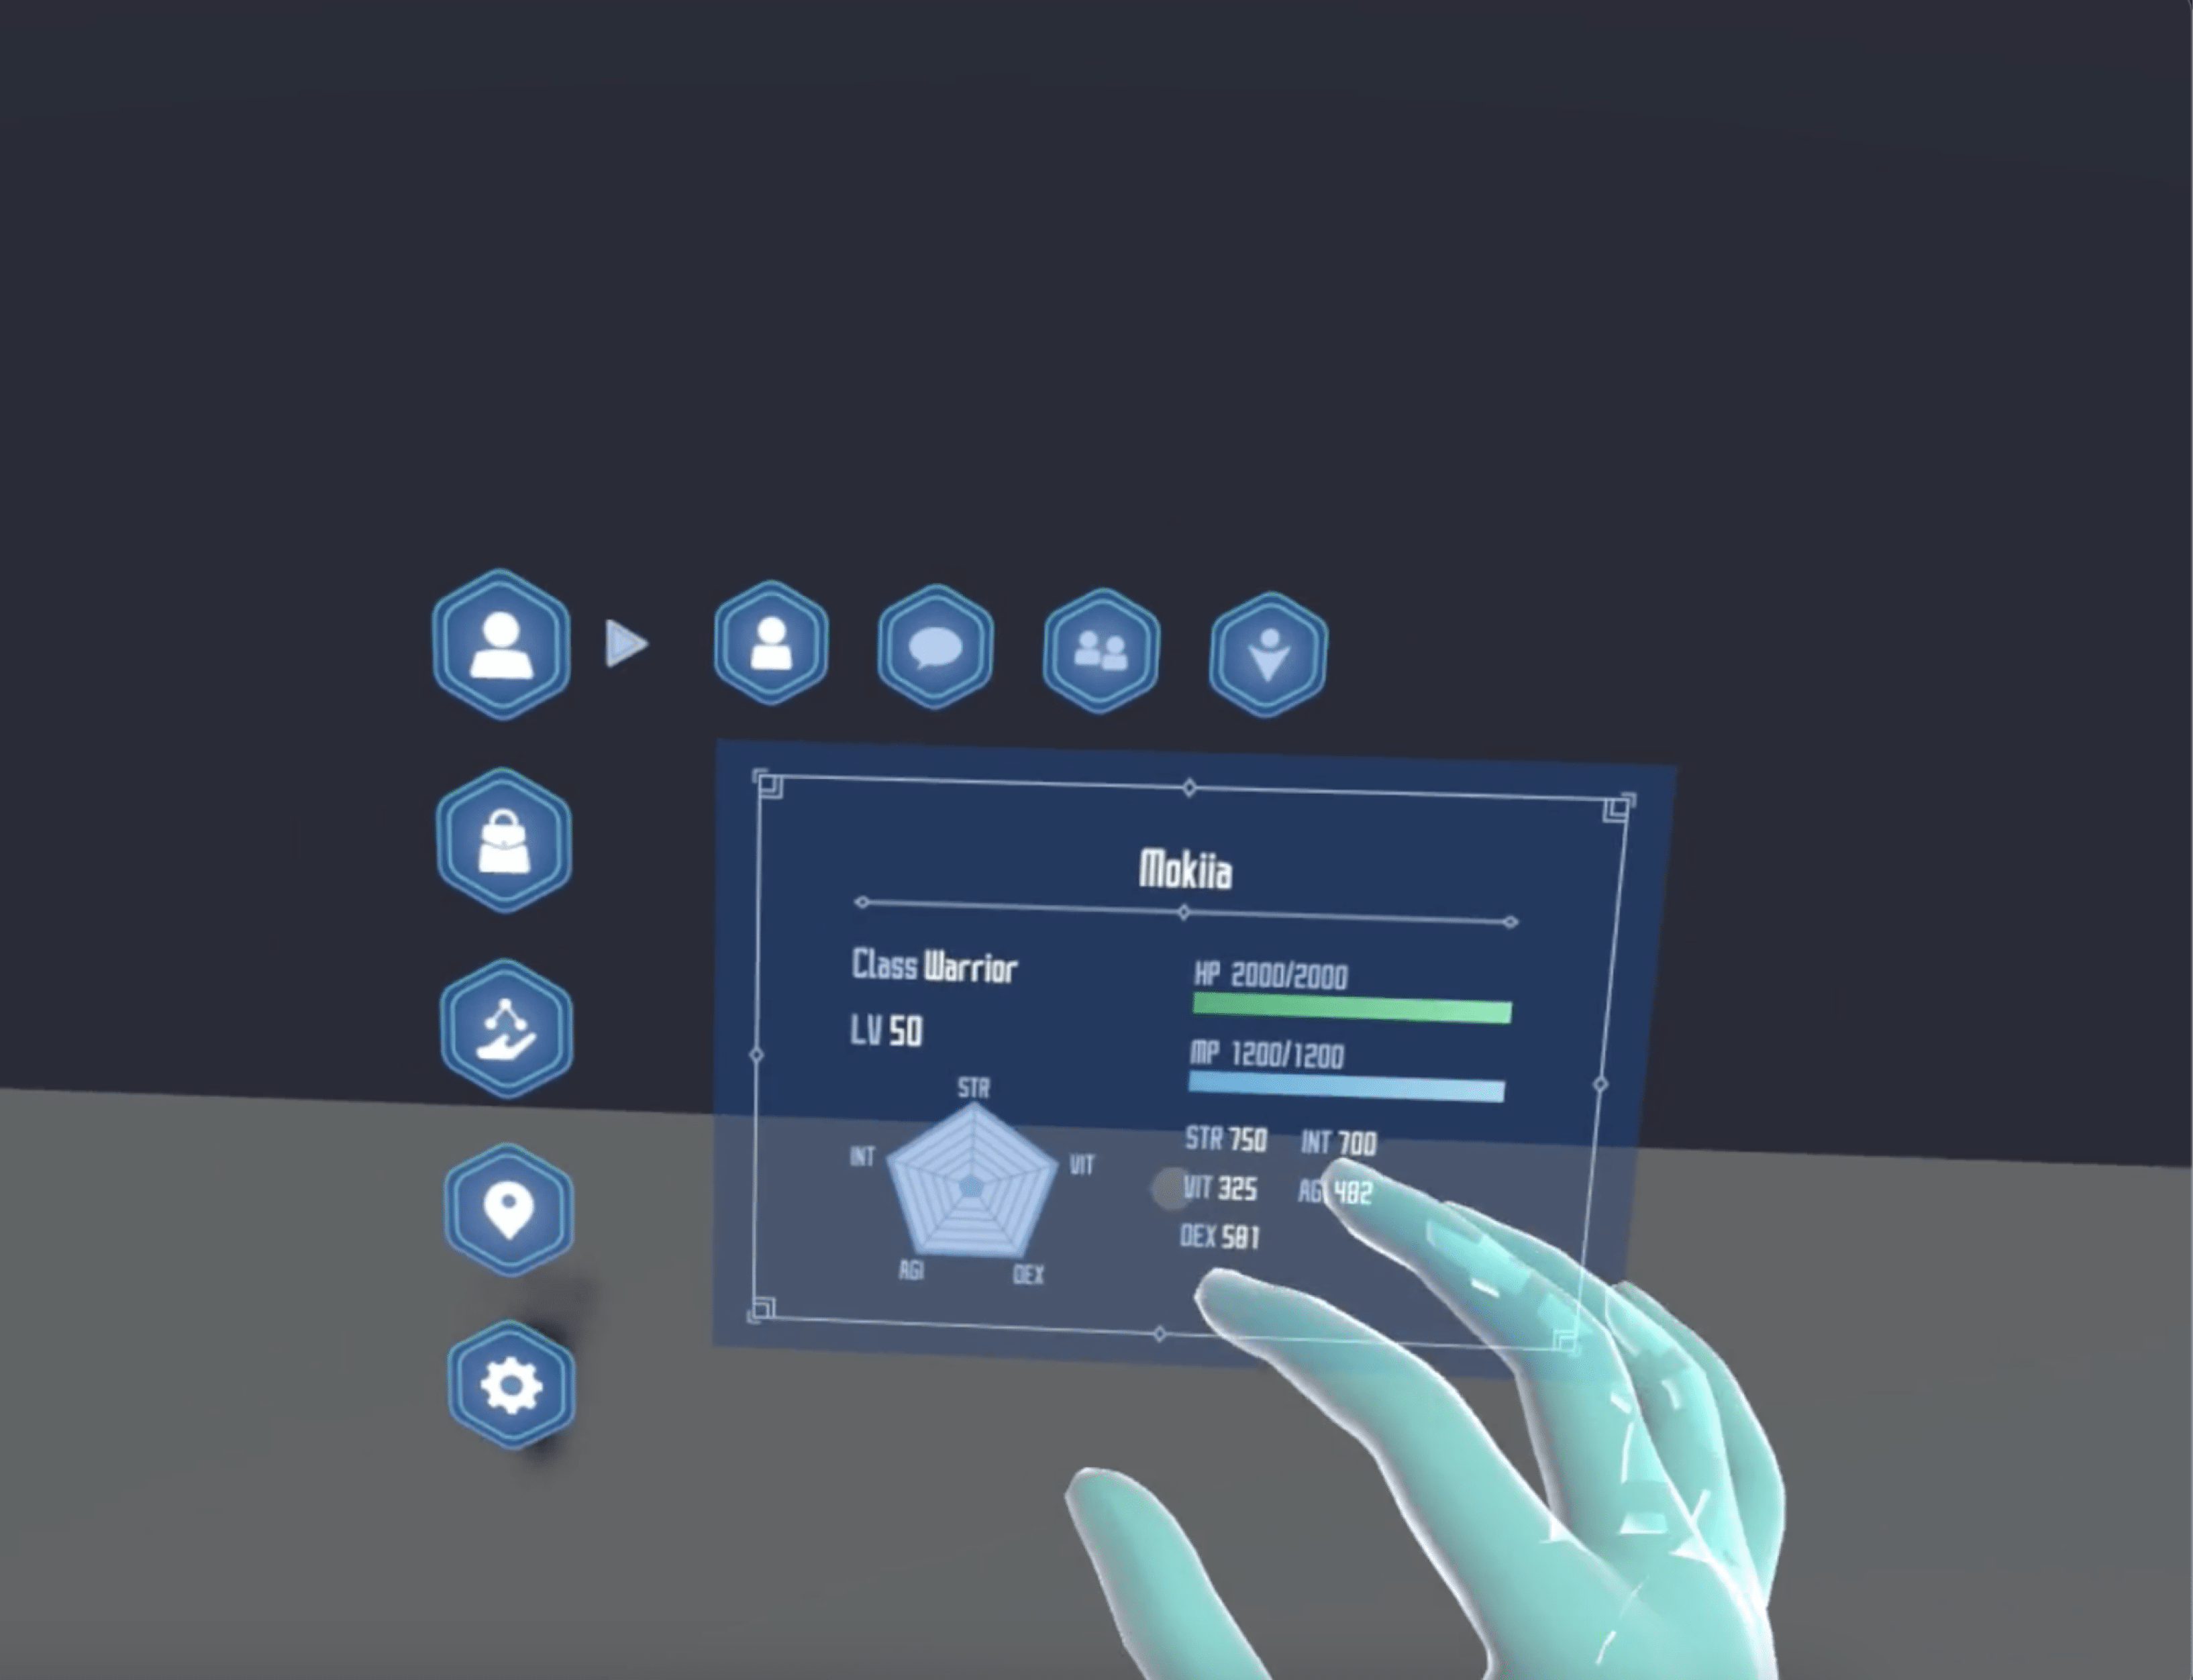 Mokiia
Class Warrior
LV 50
HP 2000/2000
MP 1200/1200
STR
INT
VIT
AGI
DEX
STR 750 INT 700
VIT 325 AGI 482
DEX 581